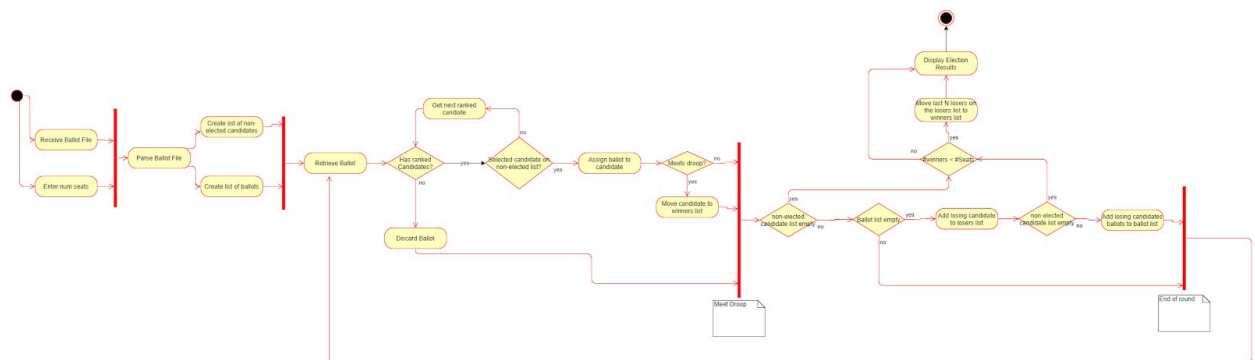 Receive Ballot File
Enter num seats
Parse Ballot File
Create list of non-
elected candidates
Create list of ballots
Retrieve Ballot
Get next ranked
candiate
Has ranked
Candidates?
yes
no
Discard Ballot
Selected candidate on
non-elected list?
no
yes
Assign ballot to
candidate
Meets droop?
no
yes
Move candidate to
winners list
Meet Droop
non-elected
candidate list empty
yes
no
Ballot list empty
yes
no
Add losing candidate
to losers list
non-elected
candidate list empty
yes
no
Add losing candidates
ballots to ballot list
End of round
#winners < #Seats
no
yes
Move last N losers on
the losers list to
winners list
Display Election
Results